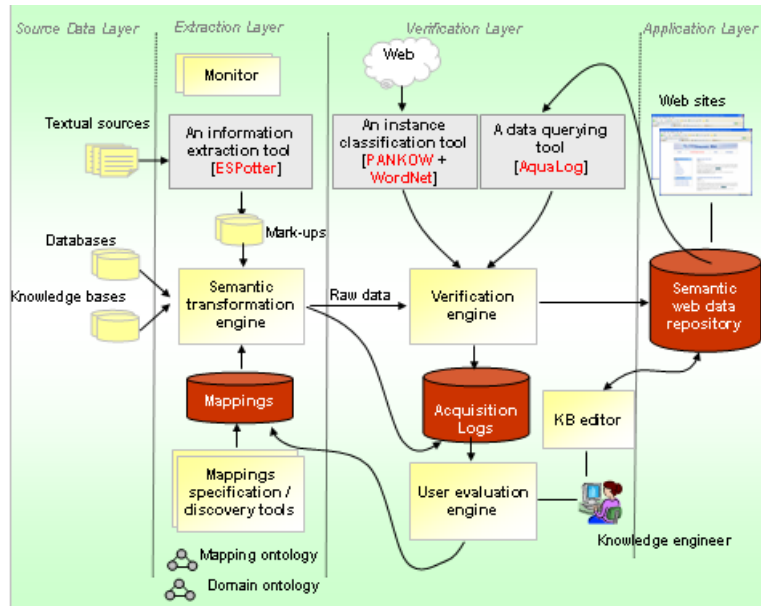 Source Data Layer
Extraction Layer
Verification Layer
Application Layer
Monitor
Web
Web sites
Textual sources
An information
extraction tool
[ESPotter]
An instance
classification tool
[PANKOW +
WordNet]
A data querying
tool
[AquaLog]
Mark-ups
Databases
Knowledge bases
Semantic
transformation
engine
Raw data
Verification
engine
Semantic
web data
repository
Mappings
Acquisition
Logs
KB editor
Mappings
specification /
discovery tools
User evaluation
engine
Knowledge engineer
Mapping ontology
Domain ontology